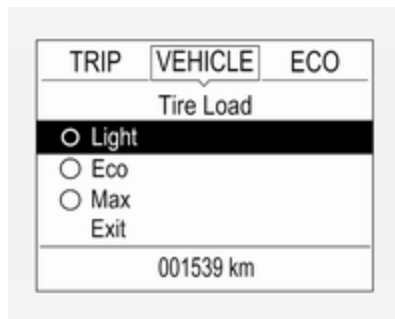 TRIP VEHICLE ECO
Tire Load
Light
Eco
Max
Exit
001539 km